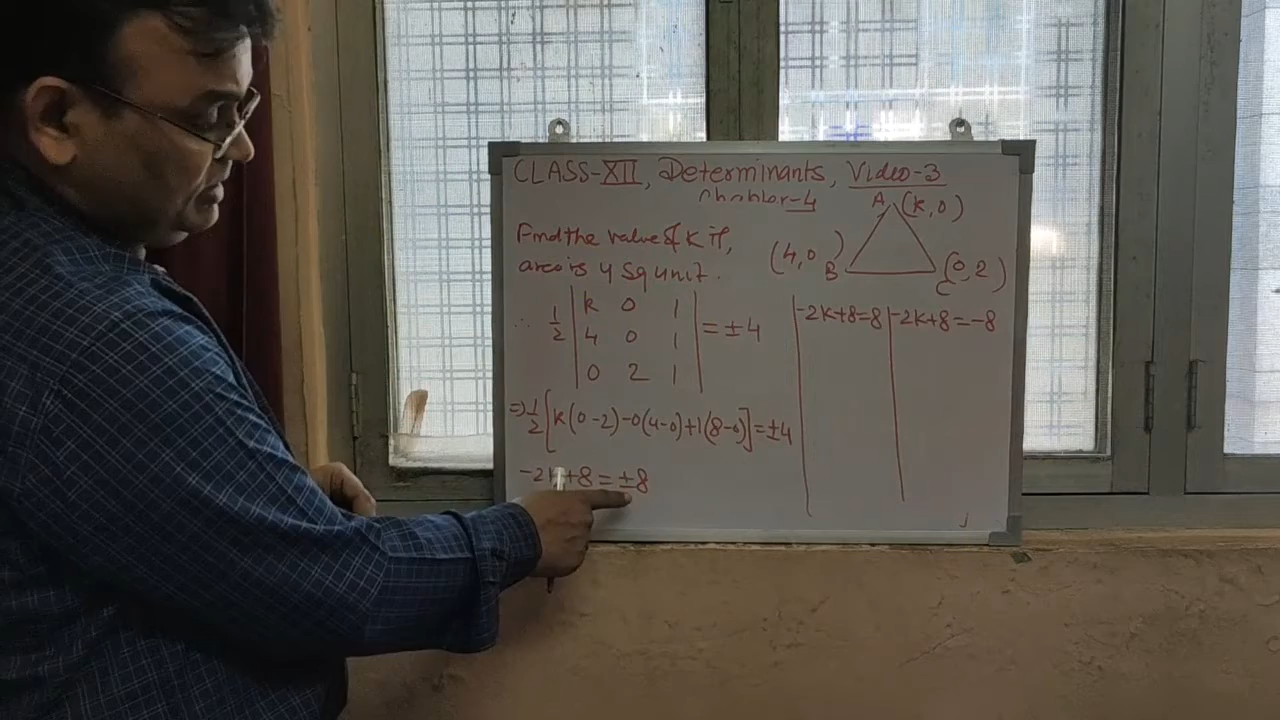 CLASS-XII, Determinants, Video-3
Chapter-4
Find the value of K if,
area is 4 sq unit.
A (k,0)
(4,0) B
C (0,2)
∴ 1/2 | k 0 1 |
| 4 0 1 | = ±4
| 0 2 1 |
⇒ 1/2 [k(0-2)-0(4-0)+1(8-0)] = ±4
-2k+8 = ±8
-2k+8=8
-2k+8=-8